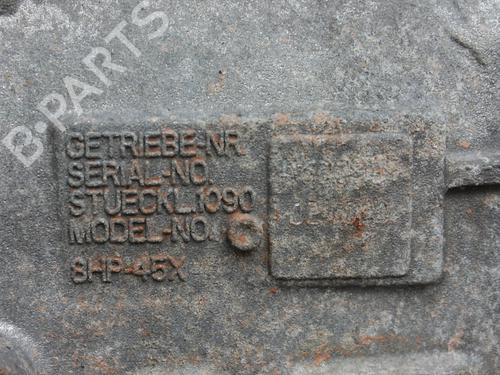 B-PARTS
GETRIEBE-NR.
SERIAL-NO.
STUECKL.1090
MODEL-NO.
8HP-45X